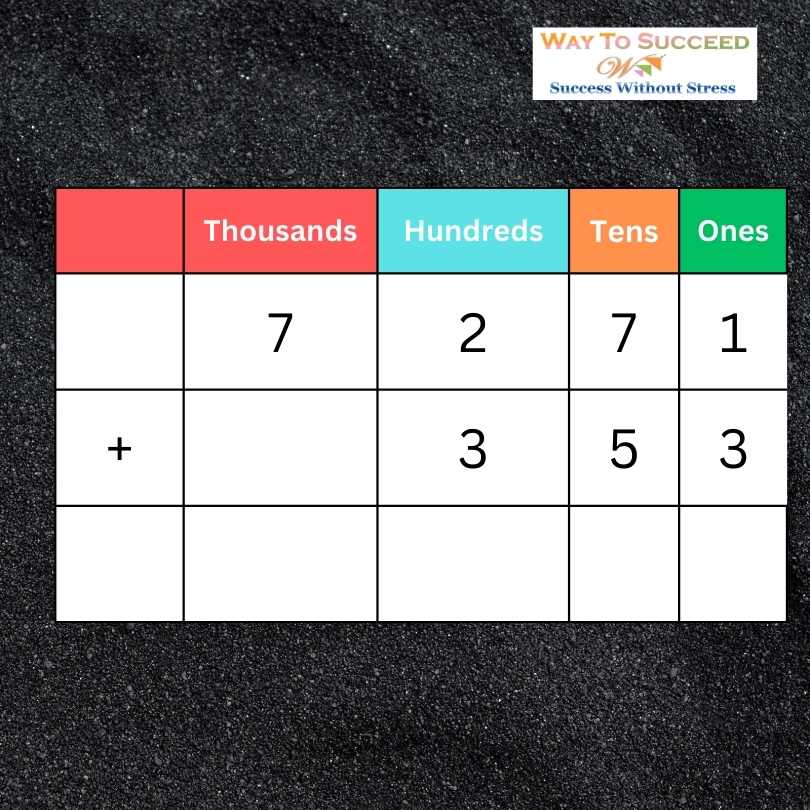 WAY TO SUCCEED
W
Success Without Stress
Thousands Hundreds Tens Ones
7 2 7 1
+ 3 5 3